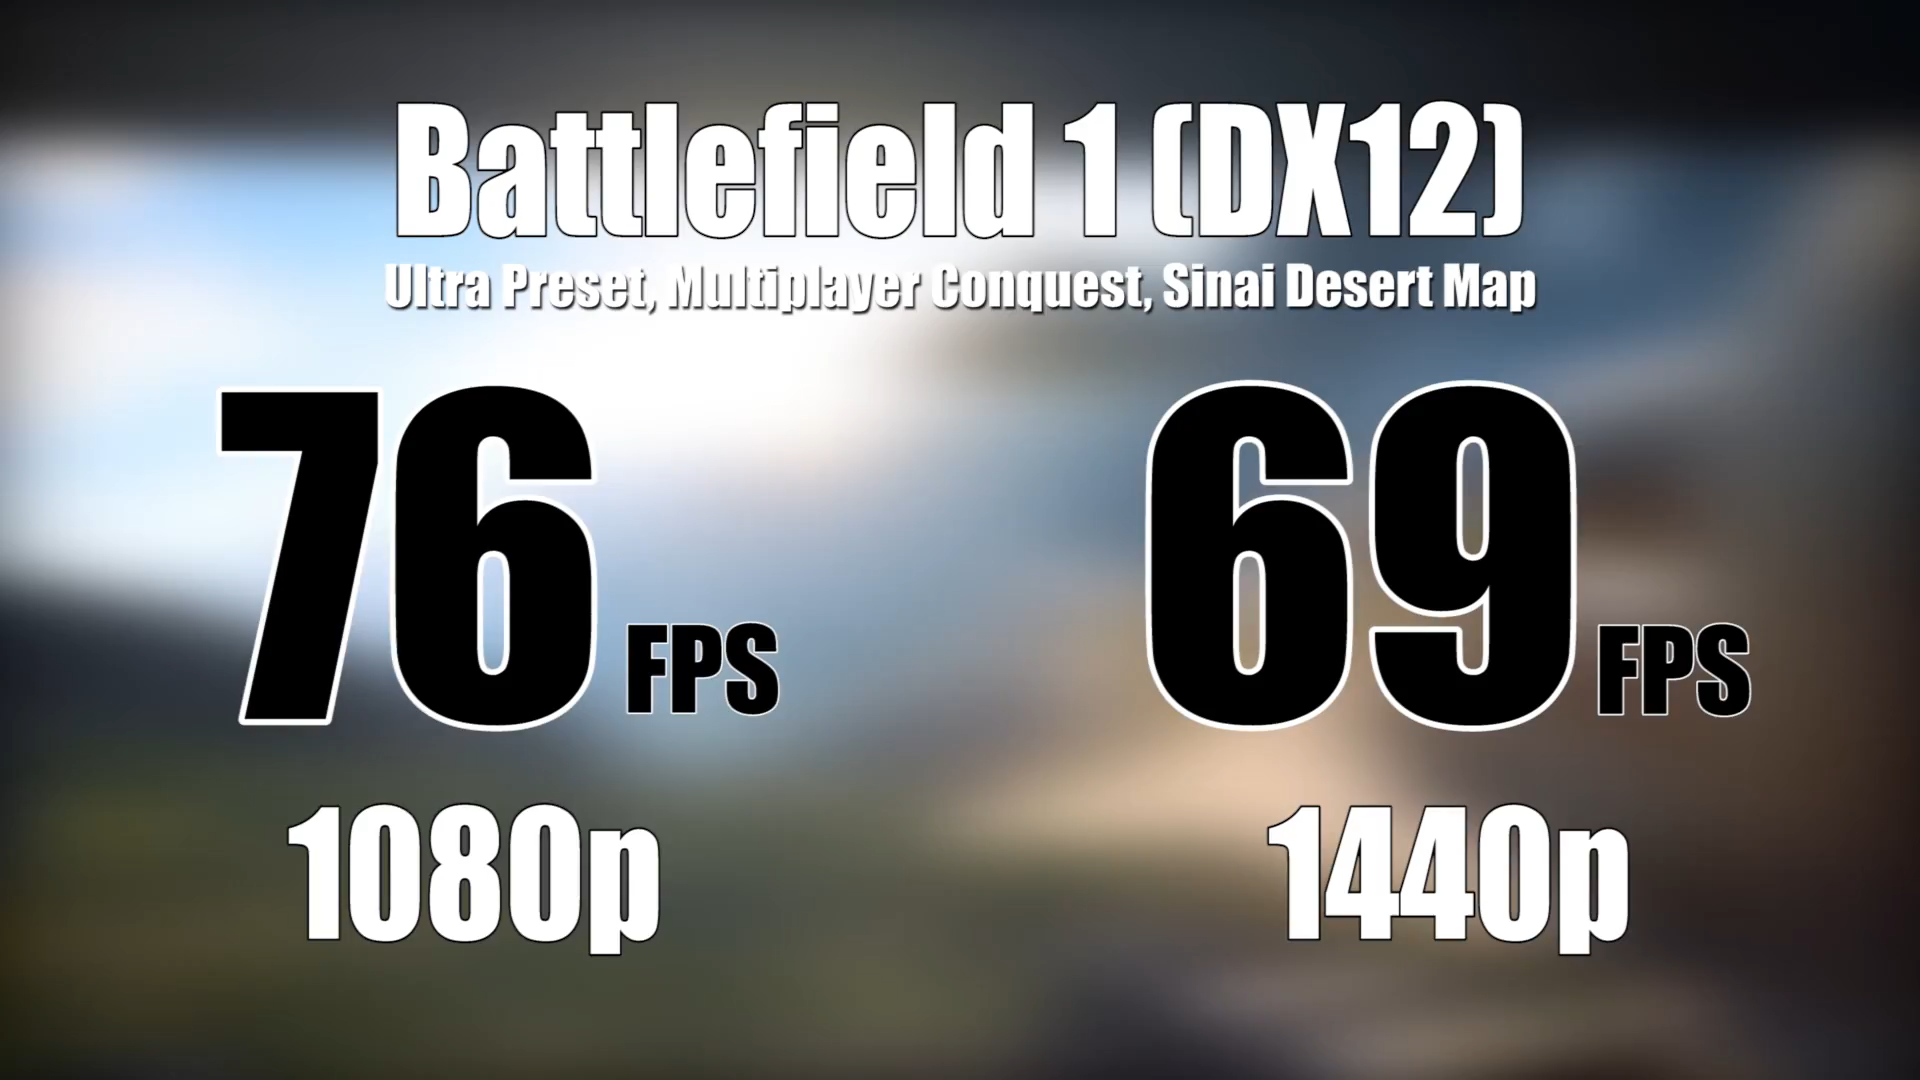 Battlefield 1 (DX12)
Ultra Preset, Multiplayer Conquest, Sinai Desert Map
76 FPS
69 FPS
1080p
1440p